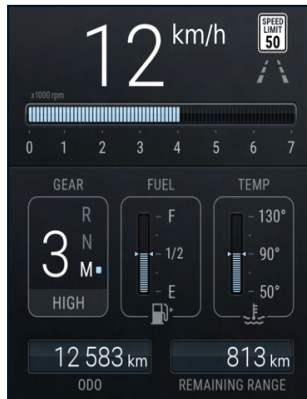 12 km/h
SPEED
LIMIT
50
x1000 rpm
0 1 2 3 4 5 6 7
GEAR FUEL TEMP
R
N
3 M
HIGH
F
1/2
E
130°
90°
50°
12 583 km
813 km
ODO
REMAINING RANGE